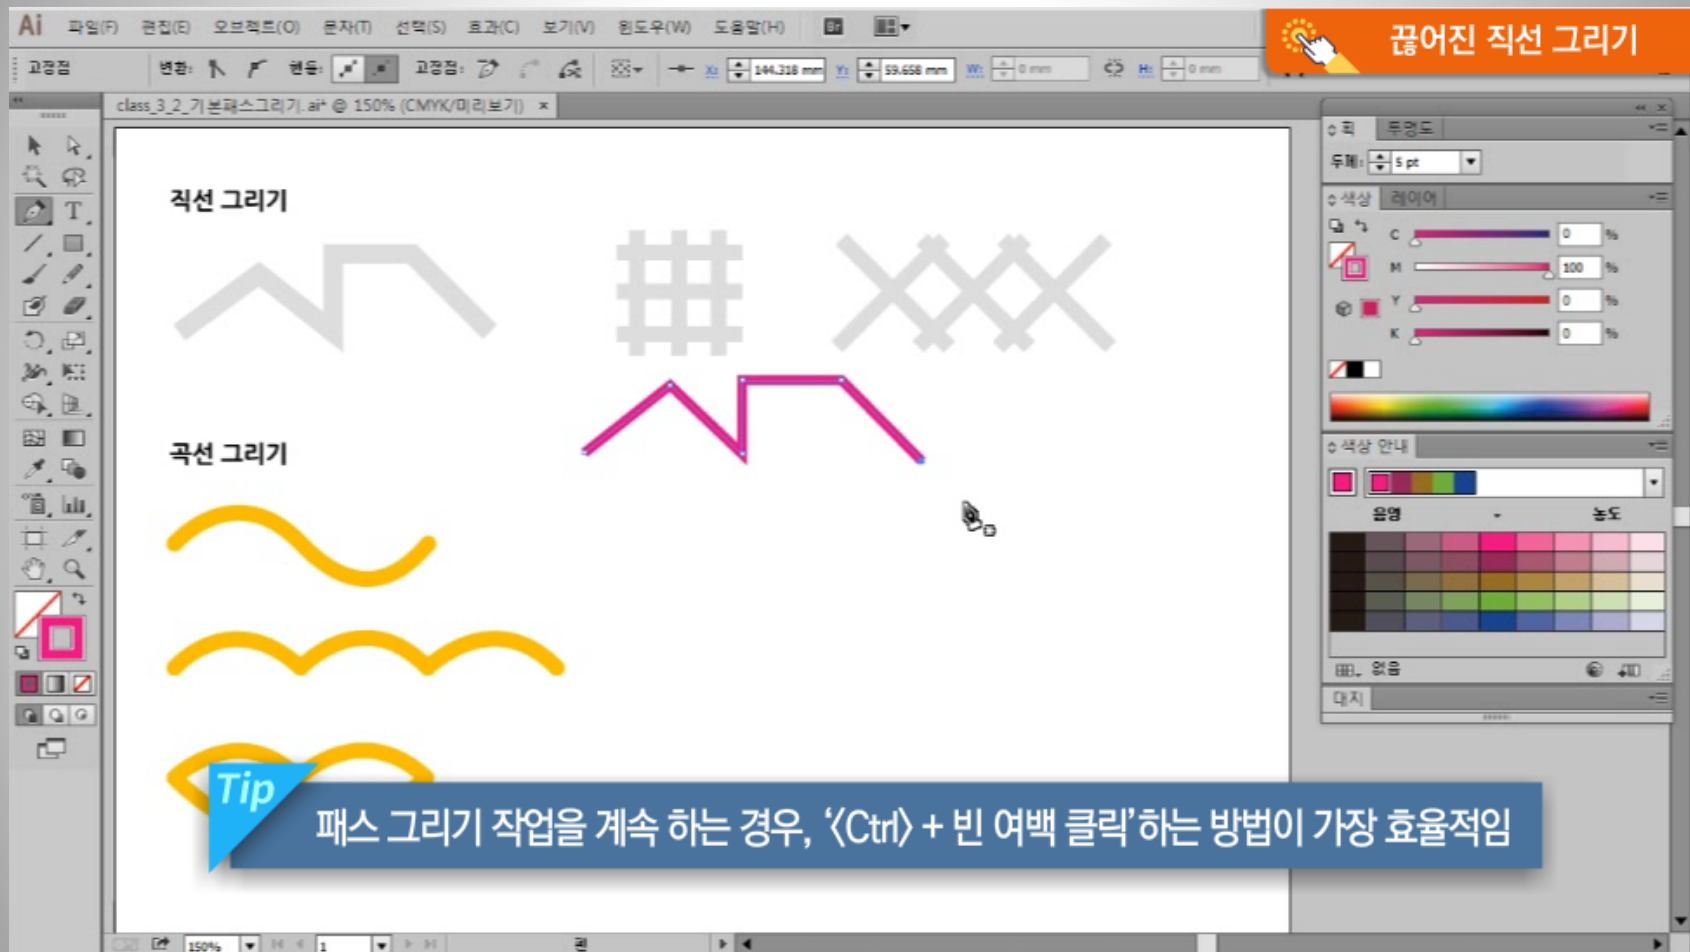 Ai 파일(F) 편집(E) 오브젝트(O) 문자(T) 선택(S) 효과(C) 보기(V) 윈도우(W) 도움말(H) Br
끊어진 직선 그리기
고정점 변환: 핸들: 고정점: X: 144.318 mm Y: 59.658 mm W: 0 mm H: 0 mm
class_3_2_기본패스그리기.ai* @ 150% (CMYK/미리보기) ×
획 투명도
두께: 5 pt
색상 레이어
C 0 %
M 100 %
Y 0 %
K 0 %
색상 안내
음영 농도
없음
대지
직선 그리기
곡선 그리기
Tip
패스 그리기 작업을 계속 하는 경우, ‘〈Ctrl〉 + 빈 여백 클릭’하는 방법이 가장 효율적임
150% 1 펜